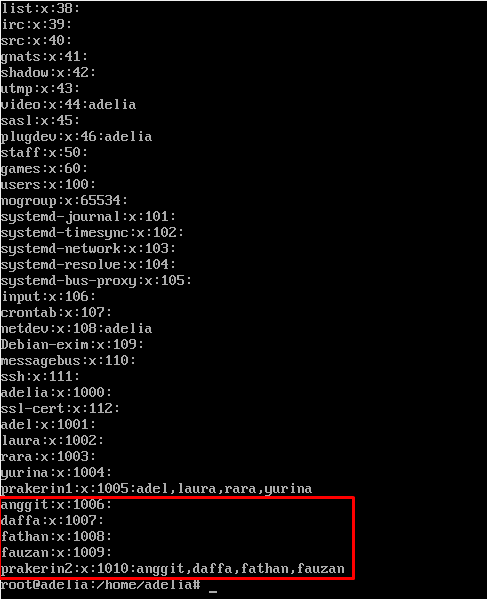 list:x:38:
irc:x:39:
src:x:40:
gnats:x:41:
shadow:x:42:
utmp:x:43:
video:x:44:adelia
sasl:x:45:
plugdev:x:46:adelia
staff:x:50:
games:x:60:
users:x:100:
nogroup:x:65534:
systemd-journal:x:101:
systemd-timesync:x:102:
systemd-network:x:103:
systemd-resolve:x:104:
systemd-bus-proxy:x:105:
input:x:106:
crontab:x:107:
netdev:x:108:adelia
Debian-exim:x:109:
messagebus:x:110:
ssh:x:111:
adelia:x:1000:
ssl-cert:x:112:
adel:x:1001:
laura:x:1002:
rara:x:1003:
yurina:x:1004:
prakerin1:x:1005:adel,laura,rara,yurina
anggit:x:1006:
daffa:x:1007:
fathan:x:1008:
fauzan:x:1009:
prakerin2:x:1010:anggit,daffa,fathan,fauzan
root@adelia:/home/adelia# _